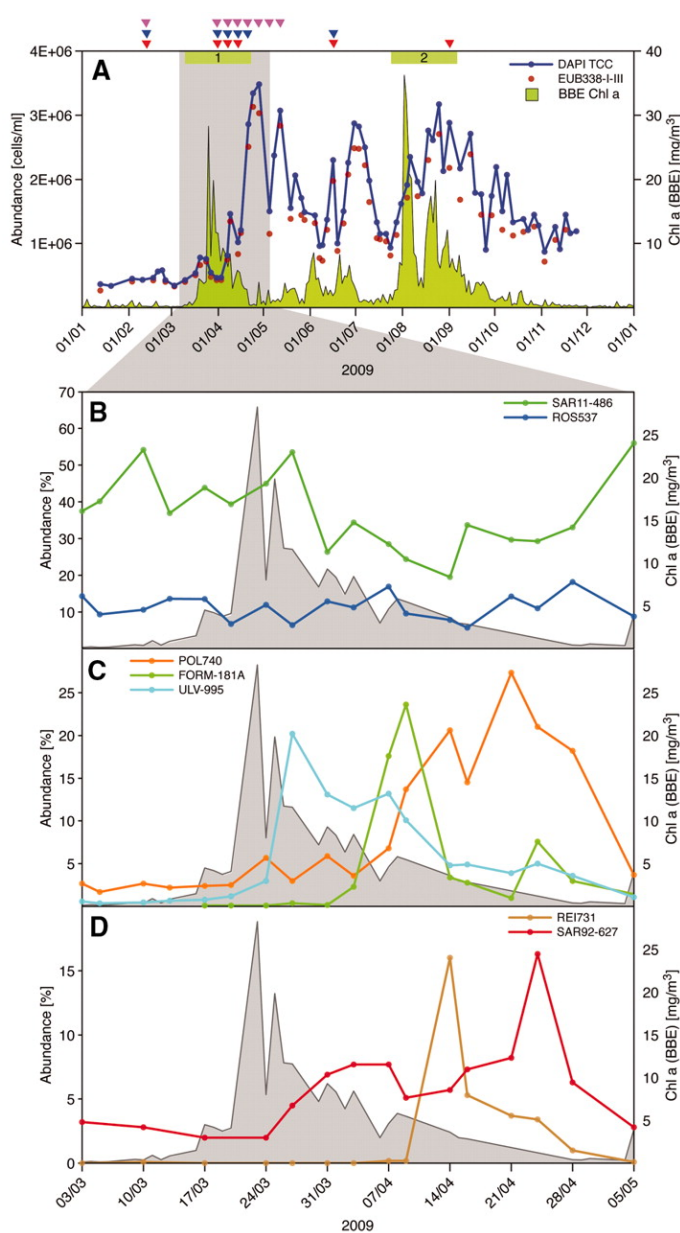 1 2
A
4E+06
3E+06
2E+06
1E+06
Abundance [cells/ml]
DAPI TCC
EUB338-I-III
BBE Chl a
40
30
20
10
Chl a (BBE) [mg/m³]
01/01 01/02 01/03 01/04 01/05 01/06 01/07 01/08 01/09 01/10 01/11 01/12 01/01
2009
B
70
60
50
40
30
20
10
Abundance [%]
SAR11-486
ROS537
25
20
15
10
5
Chl a (BBE) [mg/m³]
C
POL740
FORM-181A
ULV-995
25
20
15
10
5
Abundance [%]
25
20
15
10
5
Chl a (BBE) [mg/m³]
D
REI731
SAR92-627
15
10
5
0
Abundance [%]
25
20
15
10
5
Chl a (BBE) [mg/m³]
03/03 10/03 17/03 24/03 31/03 07/04 14/04 21/04 28/04 05/05
2009